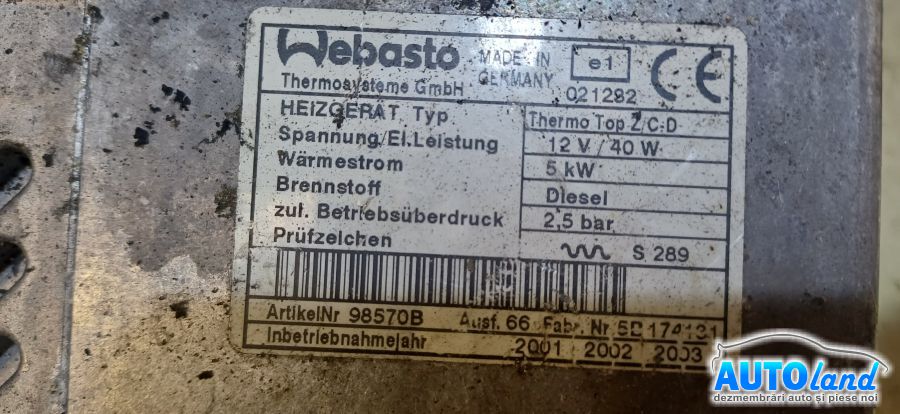 Webasto
Thermosysteme GmbH
MADE IN
GERMANY
e1
021282
CE
HEIZGERÄT Typ
Thermo Top Z/C-D
Spannung/El.Leistung
12 V / 40 W
Wärmestrom
5 kW
Brennstoff
Diesel
zul. Betriebsüberdruck
2,5 bar
Prüfzeichen
S 289
ArtikelNr 98570B Ausf. 66 Fabr. Nr.
Inbetriebnahmejahr 2001 2002 2003
AUTOland
dezmembrări auto și piese noi